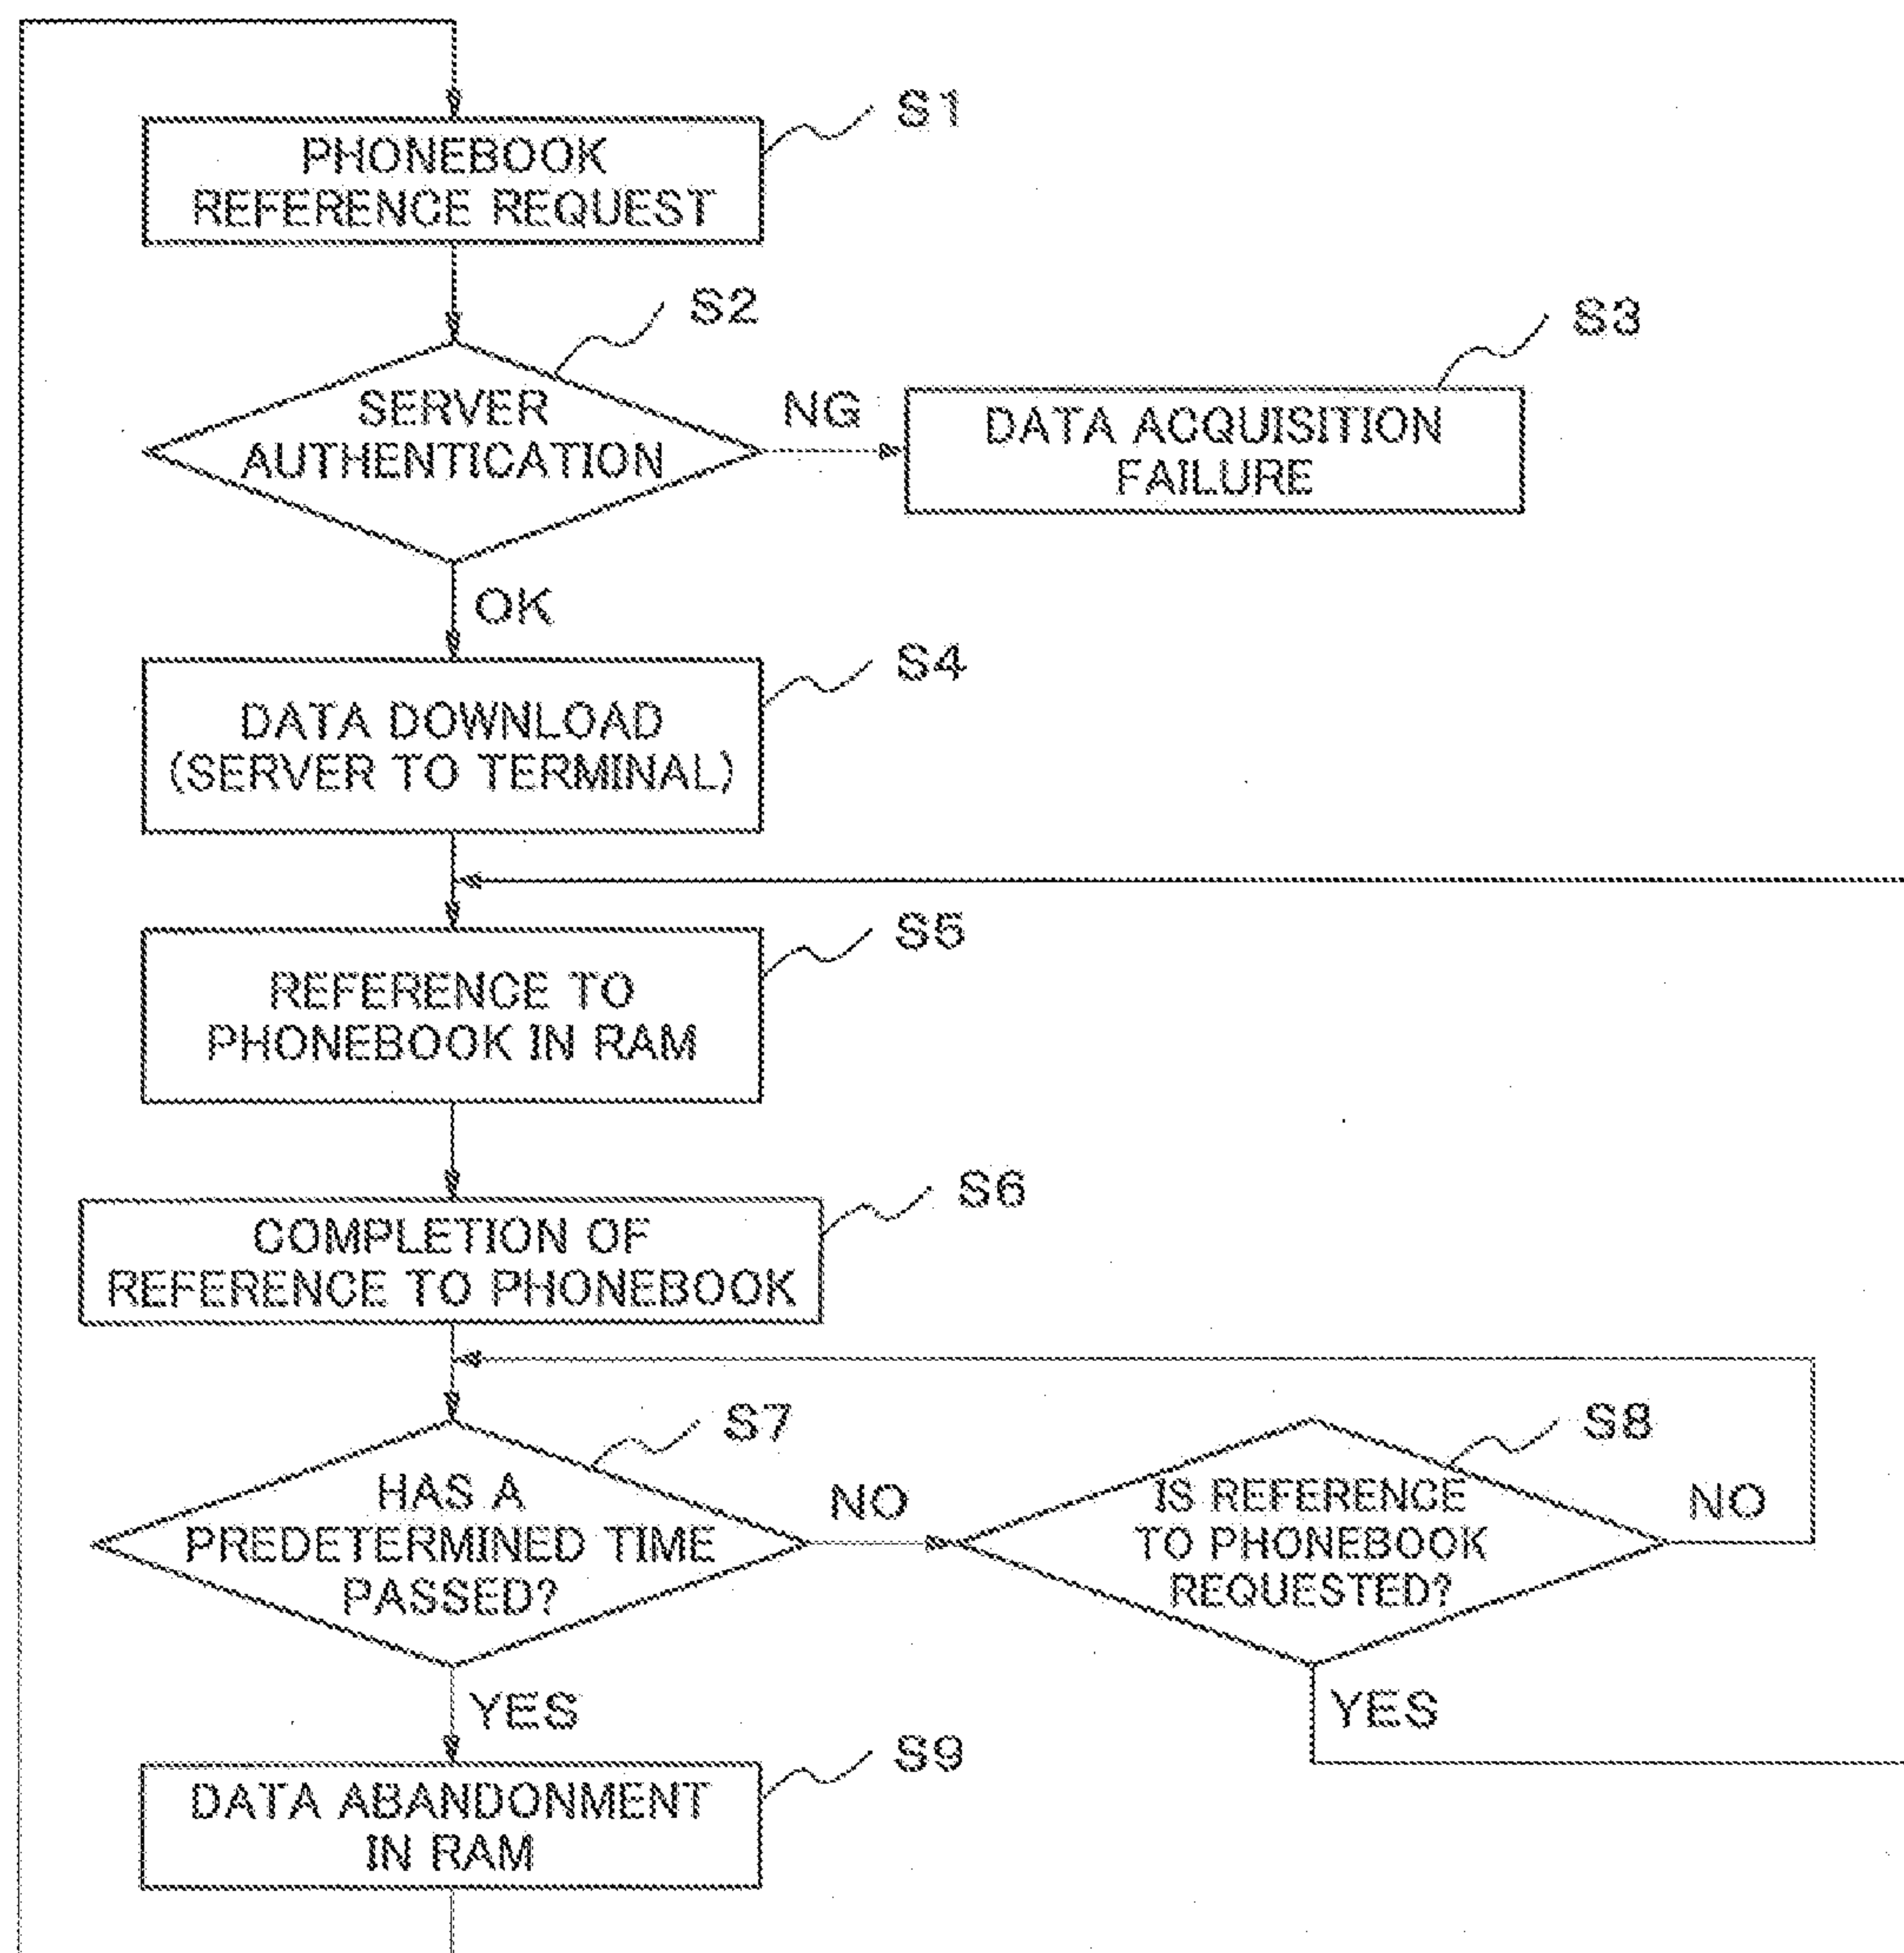 S1
PHONEBOOK
REFERENCE REQUEST
S2
SERVER
AUTHENTICATION
NG
S3
DATA ACQUISITION
FAILURE
OK
S4
DATA DOWNLOAD
(SERVER TO TERMINAL)
S5
REFERENCE TO
PHONEBOOK IN RAM
S6
COMPLETION OF
REFERENCE TO PHONEBOOK
S7
HAS A
PREDETERMINED TIME
PASSED?
NO
S8
IS REFERENCE
TO PHONEBOOK
REQUESTED?
NO
YES
YES
S9
DATA ABANDONMENT
IN RAM